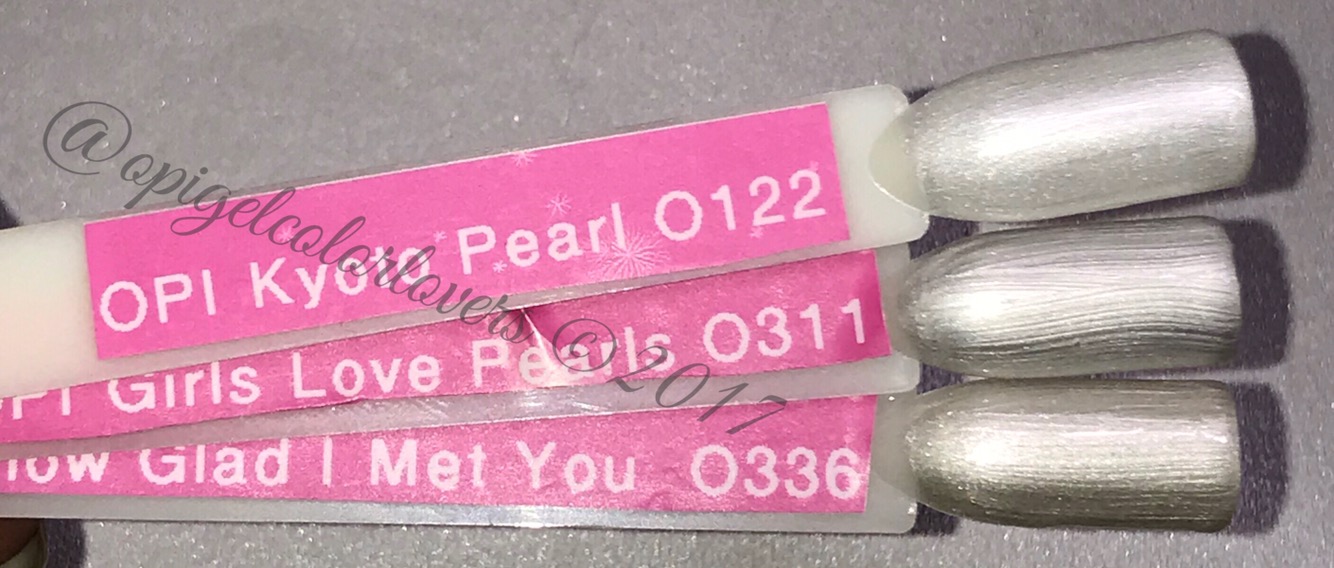 OPI Kyoto Pearl O122
OPI Girls Love Pearls O311
How Glad I Met You O336
@opigelcolorlovers ©2017